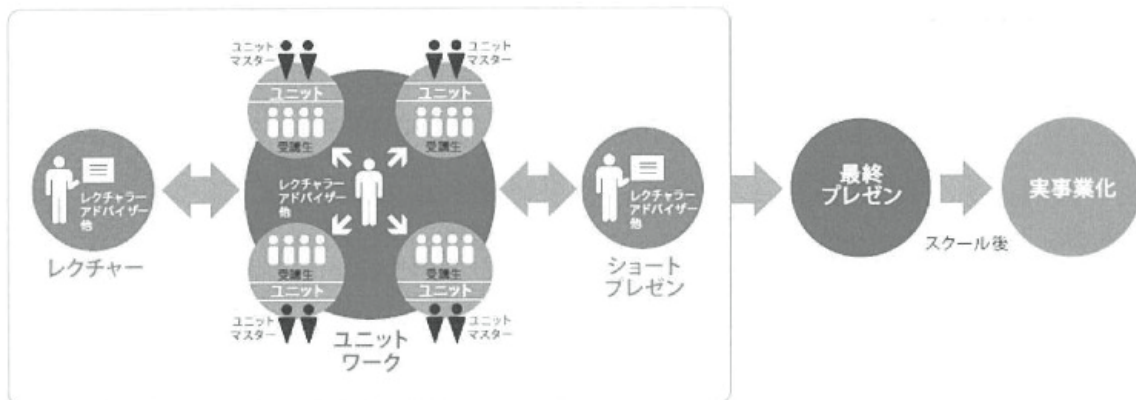 ユニット
マスター
ユニット
受講生
ユニット
マスター
ユニット
受講生
レクチャラー
アドバイザー
他
レクチャー
レクチャラー
アドバイザー
他
受講生
ユニット
ユニット
マスター
受講生
ユニット
ユニット
マスター
ユニット
ワーク
レクチャラー
アドバイザー
他
ショート
プレゼン
最終
プレゼン
スクール後
実事業化